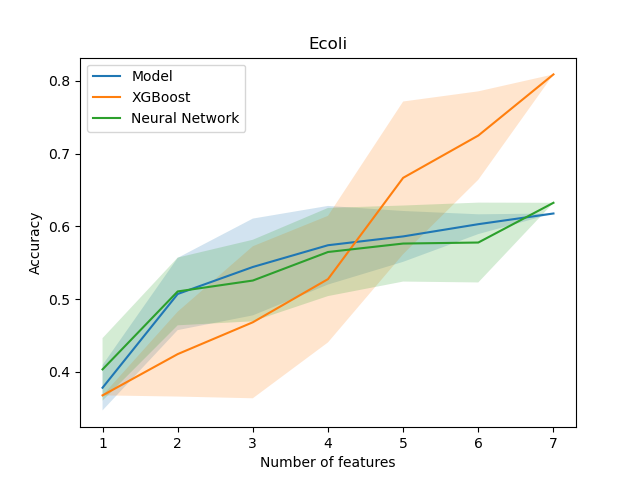 Ecoli
Model
XGBoost
Neural Network
0.8
0.7
0.6
0.5
0.4
Accuracy
1 2 3 4 5 6 7
Number of features